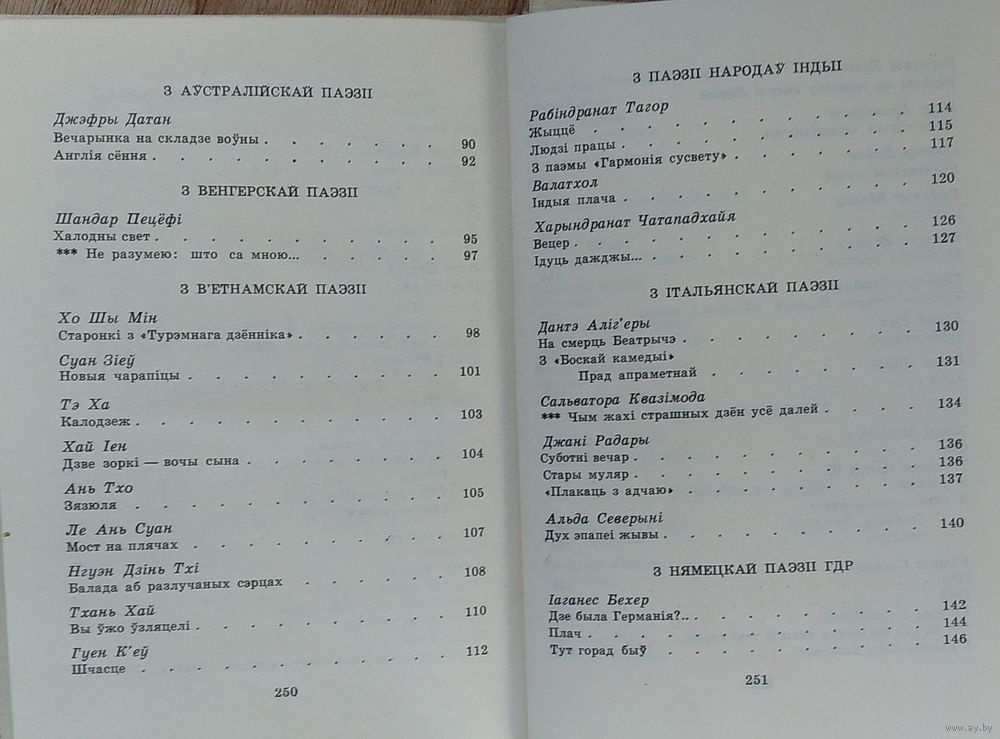 З АЎСТРАЛІЙСКАЙ ПАЭЗІІ
Джэфры Датан
Вечарынка на складзе воўны . . . . . . . 90
Англія сёння . . . . . . . . . . 92
З ВЕНГЕРСКАЙ ПАЭЗІІ
Шандар Пецёфі
Халодны свет . . . . . . . . . . 95
*** Не разумею: што са мною... . . . . . 97
З В'ЕТНАМСКАЙ ПАЭЗІІ
Хо Шы Мін
Старонкі з «Турэмнага дзённіка» . . . . . . 98
Суан Зіеў
Новыя чарапіцы . . . . . . . . . 101
Тэ Ха
Калодзеж . . . . . . . . . . . 103
Хай Іен
Дзве зоркі — вочы сына . . . . . . . 104
Ань Тхо
Зязюля . . . . . . . . . . . 105
Ле Ань Суан
Мост на плячах . . . . . . . . . 107
Нгуэн Дзінь Тхі
Балада аб разлучаных сэрцах . . . . . . 108
Тхань Хай
Вы ўжо ўзляцелі . . . . . . . . . 110
Гуен К'еў
Шчасце . . . . . . . . . . . 112
250
З ПАЭЗІІ НАРОДАЎ ІНДЫІ
Рабіндранат Тагор
Жыццё . . . . . . . . . . . 114
Людзі працы . . . . . . . . . . 115
З паэмы «Гармонія сусвету» . . . . . . . 117
Валатхол
Індыя плача . . . . . . . . . . 120
Харындранат Чатападхайя
Вецер . . . . . . . . . . . . 126
Ідуць дажджы... . . . . . . . . . 127
З ІТАЛЬЯНСКАЙ ПАЭЗІІ
Дантэ Аліг'еры
На смерць Беатрычэ . . . . . . . . 130
З «Боскай камедыі»
Прад апраметнай . . . . . . . . 131
Сальватора Квазімода
*** Чым жахі страшных дзён усё далей . . . . 134
Джані Радары
Суботні вечар . . . . . . . . . . 136
Стары муляр . . . . . . . . . . 136
«Плакаць з адчаю» . . . . . . . . . 137
Альда Северыні
Дух эпапеі жывы . . . . . . . . . 140
З НЯМЕЦКАЙ ПАЭЗІІ ГДР
Іаганес Бехер
Дзе была Германія?.. . . . . . . . . 142
Плач . . . . . . . . . . . . 144
Тут горад быў . . . . . . . . . 146
251
www.ay.by